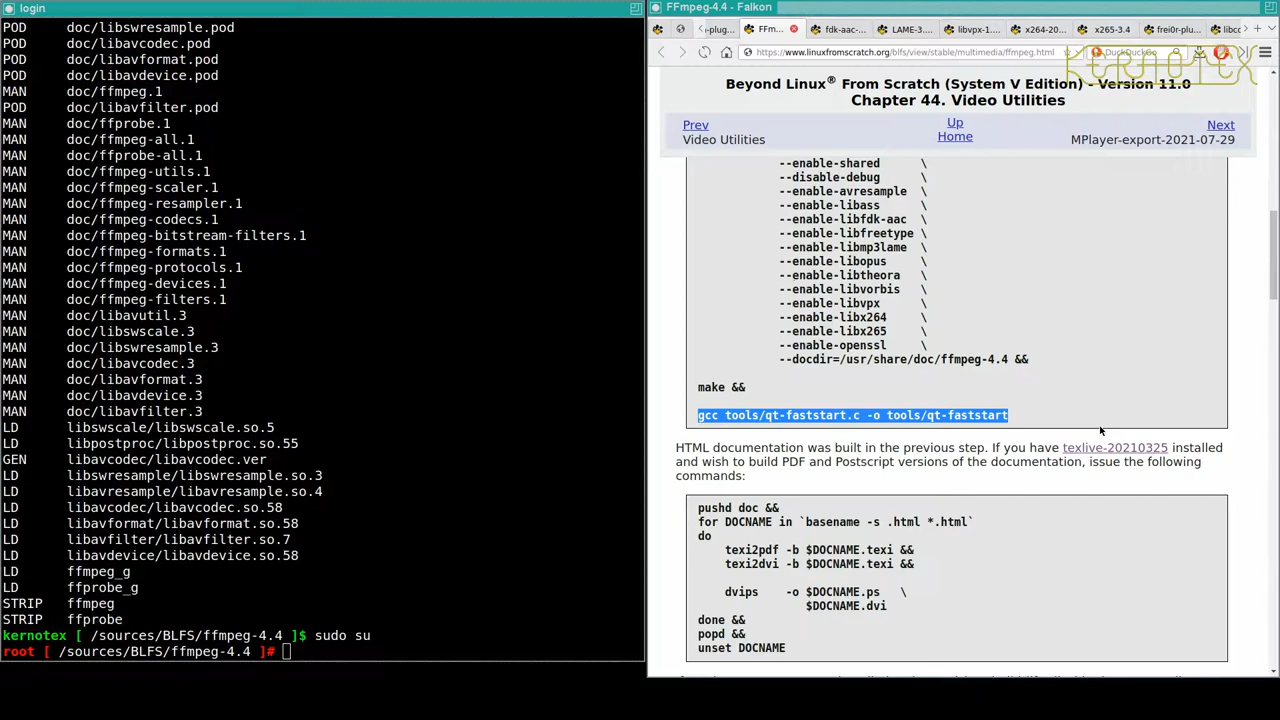 login
POD doc/libswresample.pod
POD doc/libavcodec.pod
POD doc/libavformat.pod
POD doc/libavdevice.pod
MAN doc/ffmpeg.1
POD doc/libavfilter.pod
MAN doc/ffprobe.1
MAN doc/ffmpeg-all.1
MAN doc/ffprobe-all.1
MAN doc/ffmpeg-utils.1
MAN doc/ffmpeg-scaler.1
MAN doc/ffmpeg-resampler.1
MAN doc/ffmpeg-codecs.1
MAN doc/ffmpeg-bitstream-filters.1
MAN doc/ffmpeg-formats.1
MAN doc/ffmpeg-protocols.1
MAN doc/ffmpeg-devices.1
MAN doc/ffmpeg-filters.1
MAN doc/libavutil.3
MAN doc/libswscale.3
MAN doc/libswresample.3
MAN doc/libavcodec.3
MAN doc/libavformat.3
MAN doc/libavdevice.3
MAN doc/libavfilter.3
LD libswscale/libswscale.so.5
LD libpostproc/libpostproc.so.55
GEN libavcodec/libavcodec.ver
LD libswresample/libswresample.so.3
LD libavresample/libavresample.so.4
LD libavcodec/libavcodec.so.58
LD libavformat/libavformat.so.58
LD libavfilter/libavfilter.so.7
LD libavdevice/libavdevice.so.58
LD ffmpeg_g
LD ffprobe_g
STRIP ffmpeg
STRIP ffprobe
kernotex [ /sources/BLFS/ffmpeg-4.4 ]$ sudo su
root [ /sources/BLFS/ffmpeg-4.4 ]#
FFmpeg-4.4 - Falkon
-plug... FFm... fdk-aac-... LAME-3.... libvpx-1.... x264-20... x265-3.4 frei0r-plu... libcd
https://www.linuxfromscratch.org/blfs/view/stable/multimedia/ffmpeg.html DuckDuckGo
KERNOTEX
Beyond Linux® From Scratch (System V Edition) - Version 11.0
Chapter 44. Video Utilities
Prev Up Next
Video Utilities Home MPlayer-export-2021-07-29
--enable-shared \
--disable-debug \
--enable-avresample \
--enable-libass \
--enable-libfdk-aac \
--enable-libfreetype \
--enable-libmp3lame \
--enable-libopus \
--enable-libtheora \
--enable-libvorbis \
--enable-libvpx \
--enable-libx264 \
--enable-libx265 \
--enable-openssl \
--docdir=/usr/share/doc/ffmpeg-4.4 &&
make &&
gcc tools/qt-faststart.c -o tools/qt-faststart
HTML documentation was built in the previous step. If you have texlive-20210325 installed
and wish to build PDF and Postscript versions of the documentation, issue the following
commands:
pushd doc &&
for DOCNAME in `basename -s .html *.html`
do
texi2pdf -b $DOCNAME.texi &&
texi2dvi -b $DOCNAME.texi &&
dvips -o $DOCNAME.ps \
$DOCNAME.dvi
done &&
popd &&
unset DOCNAME